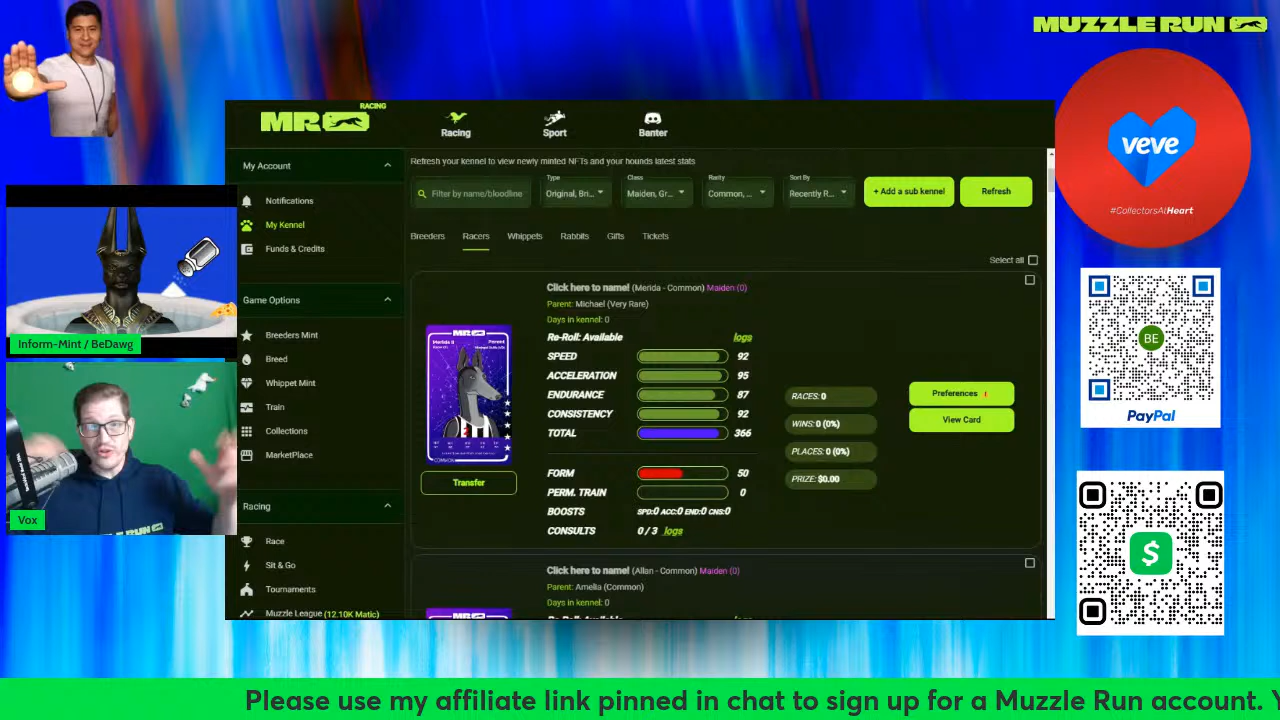 MUZZLE RUN
RACING
MR
Racing
Sport
Banter
veve
#CollectorsAtHeart
My Account
Notifications
My Kennel
Funds & Credits
Game Options
Breeders Mint
Breed
Whippet Mint
Train
Collections
MarketPlace
Racing
Race
Sit & Go
Tournaments
Muzzle League (12.10K Matic)
Refresh your kennel to view newly minted NFTs and your hounds latest stats
Filter by name/bloodline
Type
Original, Bri...
Class
Maiden, Gr...
Rarity
Common, ...
Sort By
Recently R...
+ Add a sub kennel
Refresh
Breeders
Racers
Whippets
Rabbits
Gifts
Tickets
Select all
Click here to name! (Merida - Common) Maiden (0)
Parent: Michael (Very Rare)
Days in kennel: 0
Re-Roll: Available
logs
SPEED 92
ACCELERATION 95
ENDURANCE 87
CONSISTENCY 92
TOTAL 366
FORM 50
PERM. TRAIN 0
BOOSTS SPD:0 ACC:0 END:0 CNS:0
CONSULTS 0 / 3 logs
RACES: 0
WINS: 0 (0%)
PLACES: 0 (0%)
PRIZE: $0.00
Preferences
View Card
MR
Parent
COMMON
Transfer
Click here to name! (Allan - Common) Maiden (0)
Parent: Amelia (Common)
Days in kennel: 0
MR
Inform-Mint / BeDawg
Vox
BE
PayPal
$
Please use my affiliate link pinned in chat to sign up for a Muzzle Run account. Y